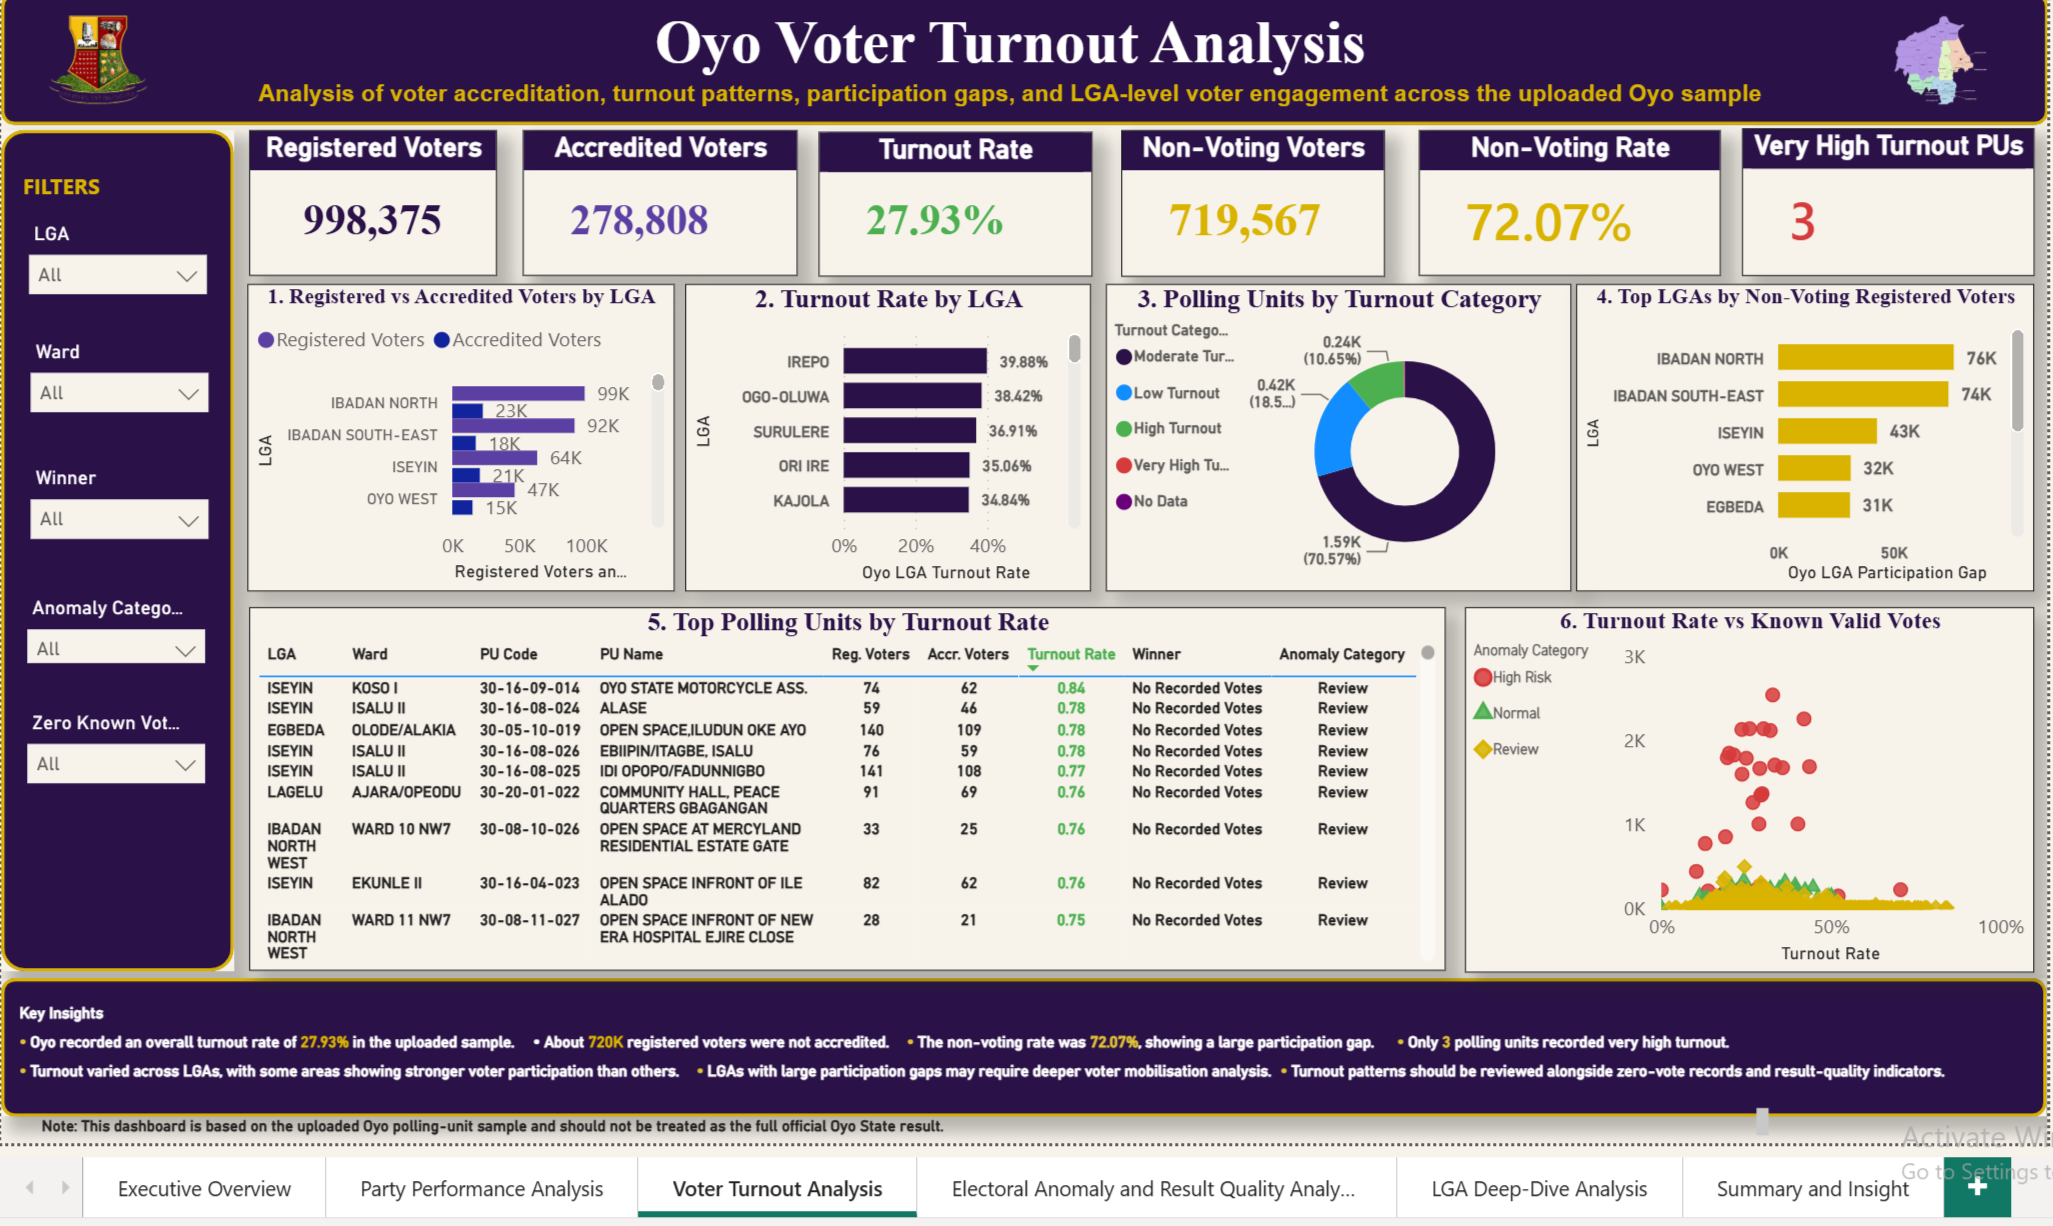 Oyo Voter Turnout Analysis
Analysis of voter accreditation, turnout patterns, participation gaps, and LGA-level voter engagement across the uploaded Oyo sample
FILTERS
LGA
All
Ward
All
Winner
All
Anomaly Catego...
All
Zero Known Vot...
All
Registered Voters
998,375
Accredited Voters
278,808
Turnout Rate
27.93%
Non-Voting Voters
719,567
Non-Voting Rate
72.07%
Very High Turnout PUs
3
1. Registered vs Accredited Voters by LGA
Registered Voters Accredited Voters
LGA
IBADAN NORTH 99K
23K
IBADAN SOUTH-EAST 92K
18K
ISEYIN 64K
21K
OYO WEST 47K
15K
0K 50K 100K
Registered Voters an...
2. Turnout Rate by LGA
LGA
IREPO 39.88%
OGO-OLUWA 38.42%
SURULERE 36.91%
ORI IRE 35.06%
KAJOLA 34.84%
0% 20% 40%
Oyo LGA Turnout Rate
3. Polling Units by Turnout Category
Turnout Catego...
Moderate Tur...
Low Turnout
High Turnout
Very High Tu...
No Data
0.24K
(10.65%)
0.42K
(18.5...)
1.59K
(70.57%)
4. Top LGAs by Non-Voting Registered Voters
LGA
IBADAN NORTH 76K
IBADAN SOUTH-EAST 74K
ISEYIN 43K
OYO WEST 32K
EGBEDA 31K
0K 50K
Oyo LGA Participation Gap
5. Top Polling Units by Turnout Rate
LGA Ward PU Code PU Name Reg. Voters Accr. Voters Turnout Rate Winner Anomaly Category
ISEYIN KOSO I 30-16-09-014 OYO STATE MOTORCYCLE ASS. 74 62 0.84 No Recorded Votes Review
ISEYIN ISALU II 30-16-08-024 ALASE 59 46 0.78 No Recorded Votes Review
EGBEDA OLODE/ALAKIA 30-05-10-019 OPEN SPACE,ILUDUN OKE AYO 140 109 0.78 No Recorded Votes Review
ISEYIN ISALU II 30-16-08-026 EBIIPIN/ITAGBE, ISALU 76 59 0.78 No Recorded Votes Review
ISEYIN ISALU II 30-16-08-025 IDI OPOPO/FADUNNIGBO 141 108 0.77 No Recorded Votes Review
LAGELU AJARA/OPEODU 30-20-01-022 COMMUNITY HALL, PEACE 91 69 0.76 No Recorded Votes Review
QUARTERS GBAGANGAN
IBADAN WARD 10 NW7 30-08-10-026 OPEN SPACE AT MERCYLAND 33 25 0.76 No Recorded Votes Review
NORTH RESIDENTIAL ESTATE GATE
WEST
ISEYIN EKUNLE II 30-16-04-023 OPEN SPACE INFRONT OF ILE 82 62 0.76 No Recorded Votes Review
ALADO
IBADAN WARD 11 NW7 30-08-11-027 OPEN SPACE INFRONT OF NEW 28 21 0.75 No Recorded Votes Review
NORTH ERA HOSPITAL EJIRE CLOSE
WEST
6. Turnout Rate vs Known Valid Votes
Anomaly Category
High Risk
Normal
Review
3K
2K
1K
0K
0% 50% 100%
Turnout Rate
Key Insights
• Oyo recorded an overall turnout rate of 27.93% in the uploaded sample. • About 720K registered voters were not accredited. • The non-voting rate was 72.07%, showing a large participation gap. • Only 3 polling units recorded very high turnout.
• Turnout varied across LGAs, with some areas showing stronger voter participation than others. • LGAs with large participation gaps may require deeper voter mobilisation analysis. • Turnout patterns should be reviewed alongside zero-vote records and result-quality indicators.
Note: This dashboard is based on the uploaded Oyo polling-unit sample and should not be treated as the full official Oyo State result.
Activate Wi
Go to Settings t
Executive Overview Party Performance Analysis Voter Turnout Analysis Electoral Anomaly and Result Quality Analy... LGA Deep-Dive Analysis Summary and Insight +